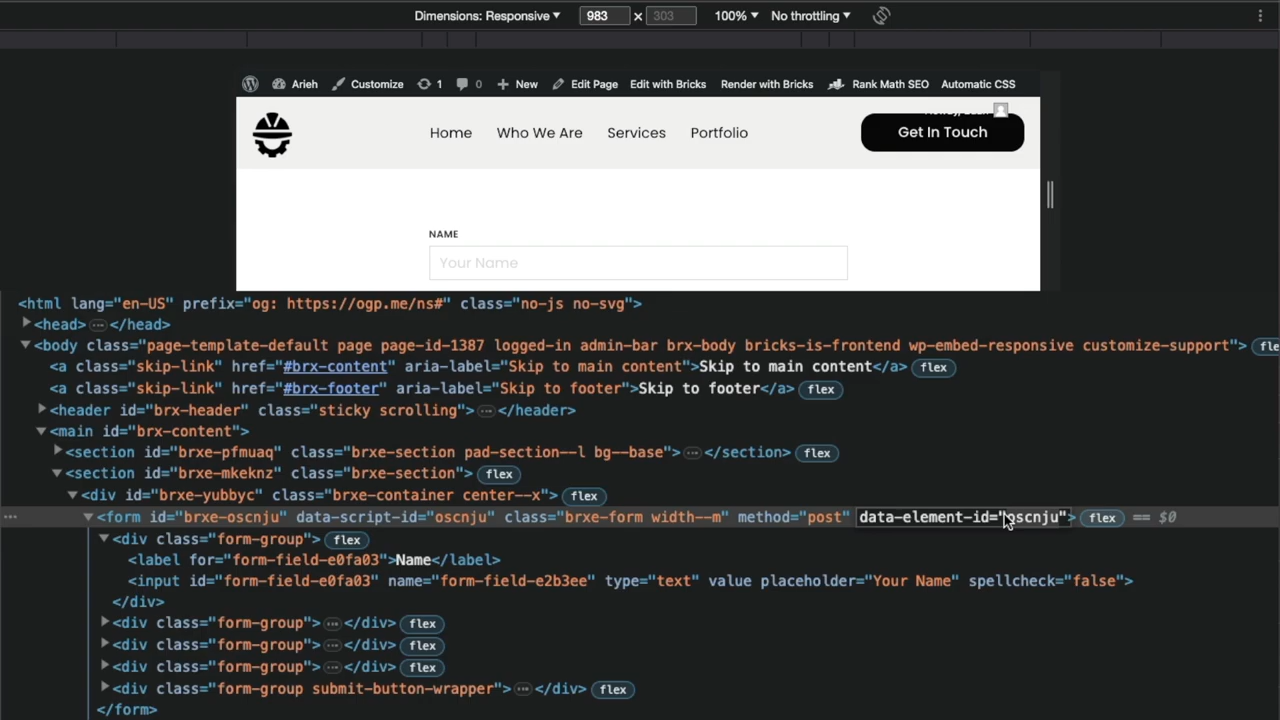 Dimensions: Responsive ▼ 983 x 303 100% ▼ No throttling ▼
Arieh Customize 1 0 New Edit Page Edit with Bricks Render with Bricks Rank Math SEO Automatic CSS
Home Who We Are Services Portfolio Get In Touch
NAME
Your Name
<html lang="en-US" prefix="og: https://ogp.me/ns#" class="no-js no-svg">
<head> … </head>
<body class="page-template-default page page-id-1387 logged-in admin-bar brx-body bricks-is-frontend wp-embed-responsive customize-support"> fle
<a class="skip-link" href="#brx-content" aria-label="Skip to main content">Skip to main content</a> flex
<a class="skip-link" href="#brx-footer" aria-label="Skip to footer">Skip to footer</a> flex
<header id="brx-header" class="sticky scrolling"> … </header>
<main id="brx-content">
<section id="brxe-pfmuaq" class="brxe-section pad-section--l bg--base"> … </section> flex
<section id="brxe-mkeknz" class="brxe-section"> flex
<div id="brxe-yubbyc" class="brxe-container center--x"> flex
… <form id="brxe-oscnju" data-script-id="oscnju" class="brxe-form width--m" method="post" data-element-id="oscnju"> flex == $0
<div class="form-group"> flex
<label for="form-field-e0fa03">Name</label>
<input id="form-field-e0fa03" name="form-field-e2b3ee" type="text" value placeholder="Your Name" spellcheck="false">
</div>
<div class="form-group"> … </div> flex
<div class="form-group"> … </div> flex
<div class="form-group"> … </div> flex
<div class="form-group submit-button-wrapper"> … </div> flex
</form>